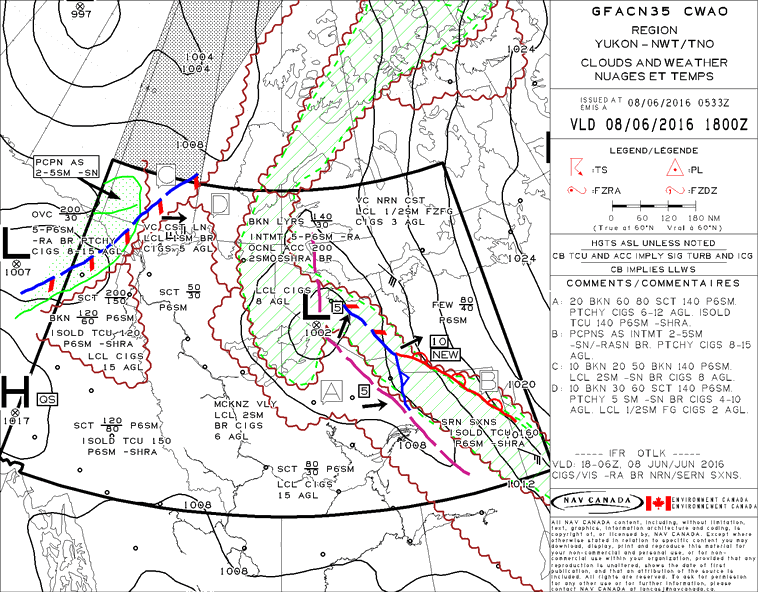 997
1004
1004
1024
1024
1008
40
PCPN AS
2-5SM -SN
C
D
OVC 200
30
5-P6SM
-RA BR PTCHY
CIGS 8-15 AGL
VC CST LN
LCL 1SM BR
CIGS 5 AGL
BKN LYRS 140
30
INTMT 5-P6SM -RA
OCNL ACC 200
2SM -SHRA BR
VC NRN CST
LCL 1/2SM FZFG
CIGS 3 AGL
L
1007
SCT 200
150
BKN 120
60 P6SM
ISOLD TCU 120
P6SM -SHRA
LCL CIGS
15 AGL
SCT 50
30
P6SM
LCL CIGS
8 AGL
L
1002
5
FEW 80
40
P6SM
10
NEW
H
1017
QS
A
5
B
1020
MCKNZ VLY
LCL 2SM
BR CIGS
6 AGL
SCT 120
80 P6SM
ISOLD TCU 150
P6SM -SHRA
SRN SXNS
ISOLD TCU 180
P6SM -SHRA
1016
1008
1012
SCT 80
30 P6SM
LCL CIGS
15 AGL
1008
1008
GFACN35 CWAO
REGION
YUKON - NWT/TNO
CLOUDS AND WEATHER
NUAGES ET TEMPS
ISSUED AT 08/06/2016 0533Z
EMIS A
VLD 08/06/2016 1800Z
LEGEND/LEGENDE
:TS
:PL
:FZRA
:FZDZ
0 60 120 180 NM
(True at 60°N Vrai à 60°N)
HGTS ASL UNLESS NOTED
CB TCU AND ACC IMPLY SIG TURB AND ICG
CB IMPLIES LLWS
COMMENTS/COMMENTAIRES
A: 20 BKN 60 80 SCT 140 P6SM.
PTCHY CIGS 6-12 AGL. ISOLD
TCU 140 P6SM -SHRA.
B: PCPNS AS INTMT 2-5SM
-SN/-RASN BR. PTCHY CIGS 8-15
AGL.
C: 10 BKN 20 50 BKN 140 P6SM.
LCL 2SM -SN BR CIGS 8 AGL.
D: 10 BKN 30 60 SCT 140 P6SM.
PTCHY 5 SM -SN BR CIGS 4-10
AGL. LCL 1/2SM FG CIGS 2 AGL.
----- IFR OTLK -----
VLD: 18-06Z, 08 JUN/JUN 2016
CIGS/VIS -RA BR NRN/SERN SXNS.
NAV CANADA
ENVIRONMENT CANADA
ENVIRONNEMENT CANADA
All NAV CANADA content, including, without limitation,
text, graphics, information architecture and coding, is
copyright of, or licensed by, NAV CANADA. Except where
otherwise stated in relation to specific content you may
download, display, print and reproduce this material for
your non-commercial and personal use, or for non-
commercial use within your organization, provided that any
reproduction is unaltered, shows the date of first
publication, and that an attribution of the source is
included. All rights are reserved. To ask for permission
for any other use or for further information, please
contact NAV CANADA at